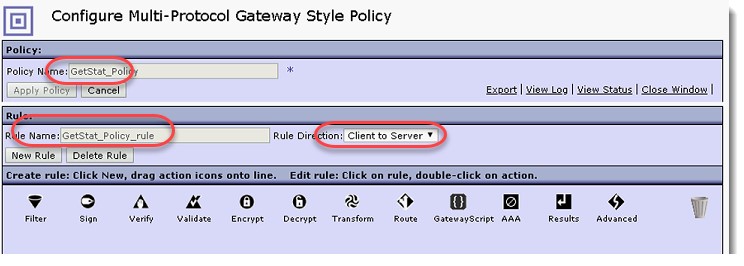 Configure Multi-Protocol Gateway Style Policy
Policy:
Policy Name: GetStat_Policy *
Apply Policy Cancel Export | View Log | View Status | Close Window |
Rule:
Rule Name: GetStat_Policy_rule Rule Direction: Client to Server
New Rule Delete Rule
Create rule: Click New, drag action icons onto line. Edit rule: Click on rule, double-click on action.
Filter Sign Verify Validate Encrypt Decrypt Transform Route GatewayScript AAA Results Advanced